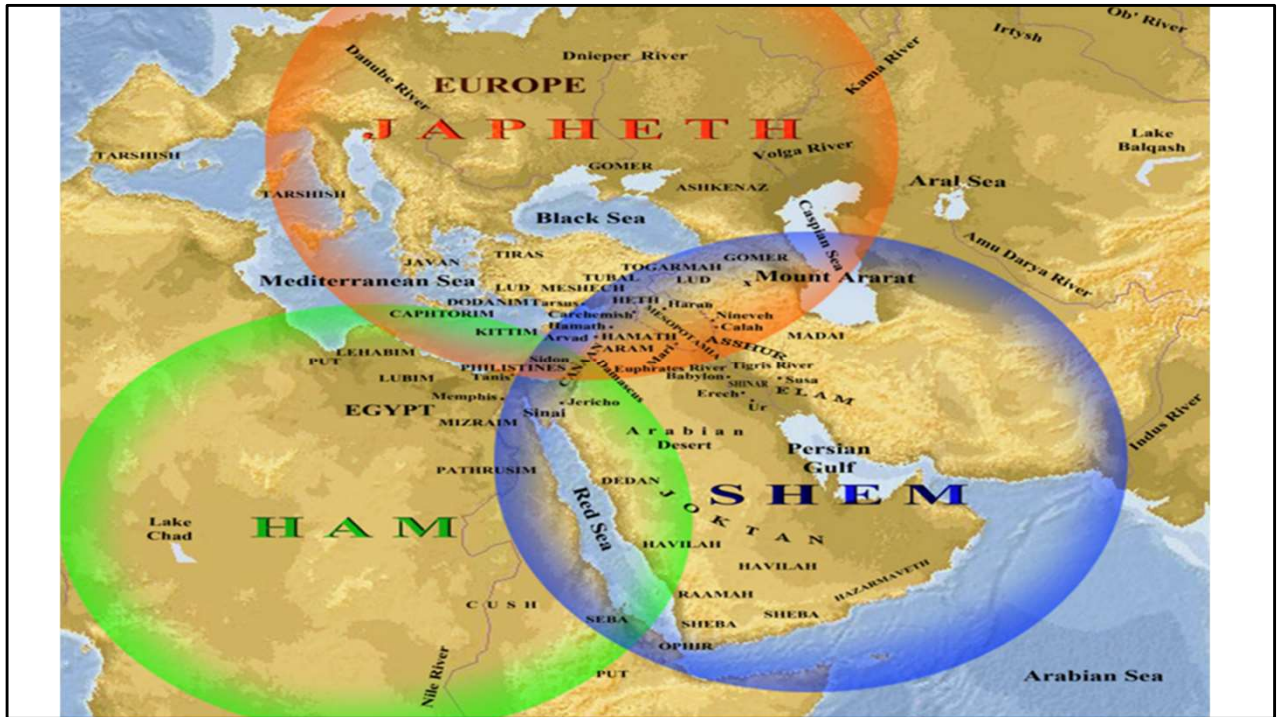 Ob' River
Irtysh
Dnieper River
Danube River
Kama River
EUROPE
JAPHETH
Lake
Balqash
Volga River
TARSHISH
GOMER
Aral Sea
ASHKENAZ
TARSHISH
Black Sea
Caspian Sea
Amu Darya River
JAVAN
TIRAS
GOMER
TOGARMAH
Mediterranean Sea
TUBAL
LUD
x Mount Ararat
LUD MESHECH
DODANIM
Tarsus
HETH
Haran
CAPHTORIM
Carchemish
MESOPOTAMIA
Nineveh
KITTIM
Hamath
Calah
Arvad
HAMATH
ASSHUR
MADAI
LEHABIM
ARAM
Mari
PUT
Sidon
CANAAN
PHILISTINES
Damascus
Euphrates River
Tigris River
LUBIM
Tanis
Babylon
SHINAR
Susa
ELAM
Memphis
Jericho
Erech
Ur
Indus River
EGYPT
Sinai
MIZRAIM
Arabian
Desert
Persian
Gulf
PATHRUSIM
DEDAN
SHEM
Red Sea
JOKTAN
Lake
Chad
HAM
HAVILAH
HAVILAH
HAZARMAVETH
RAAMAH
CUSH
SEBA
SHEBA
SHEBA
OPHIR
Nile River
PUT
Arabian Sea